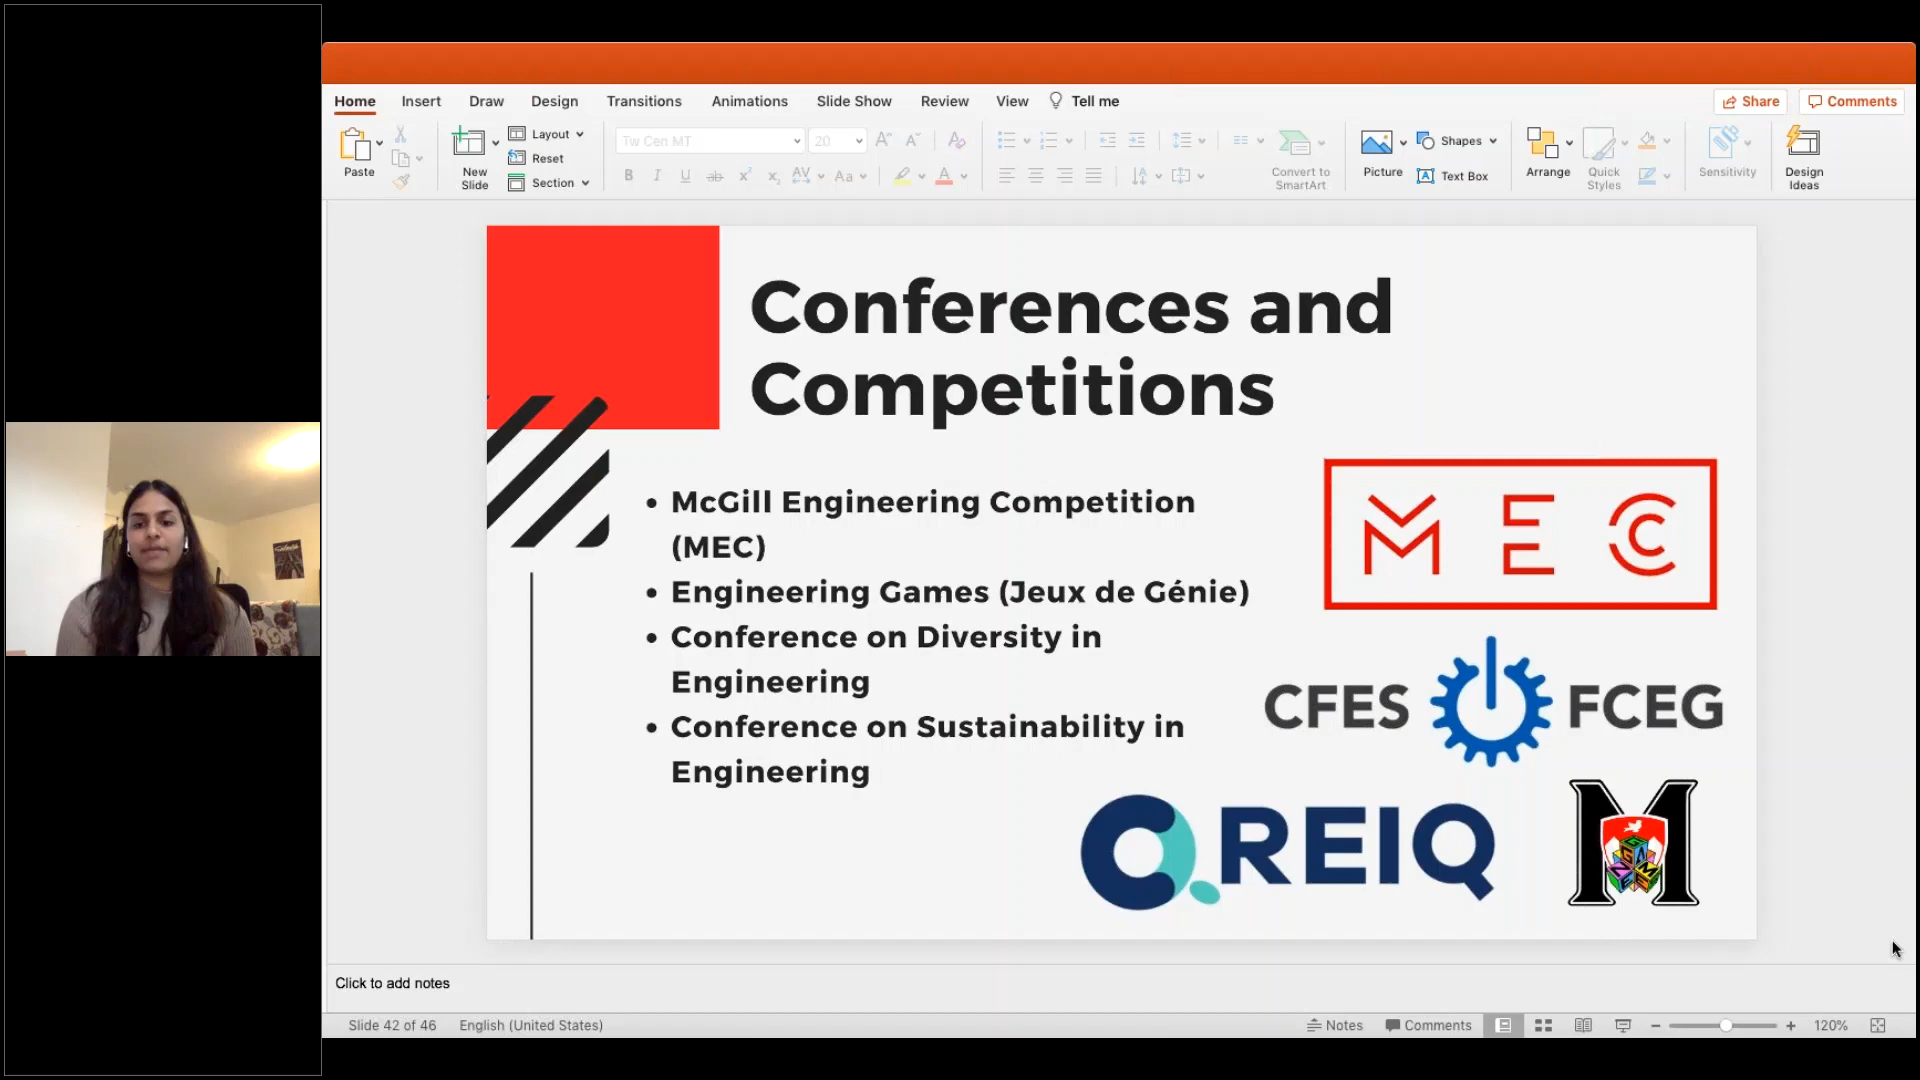 Home Insert Draw Design Transitions Animations Slide Show Review View Tell me Share Comments
Paste
New Slide
Layout
Reset
Section
Tw Cen MT 20
Convert to SmartArt
Picture
Shapes
Text Box
Arrange
Quick Styles
Sensitivity
Design Ideas
Conferences and
Competitions
• McGill Engineering Competition
(MEC)
• Engineering Games (Jeux de Génie)
• Conference on Diversity in
Engineering
• Conference on Sustainability in
Engineering
MEC
CFES FCEG
CREIQ
M
Click to add notes
Slide 42 of 46 English (United States) Notes Comments 120%